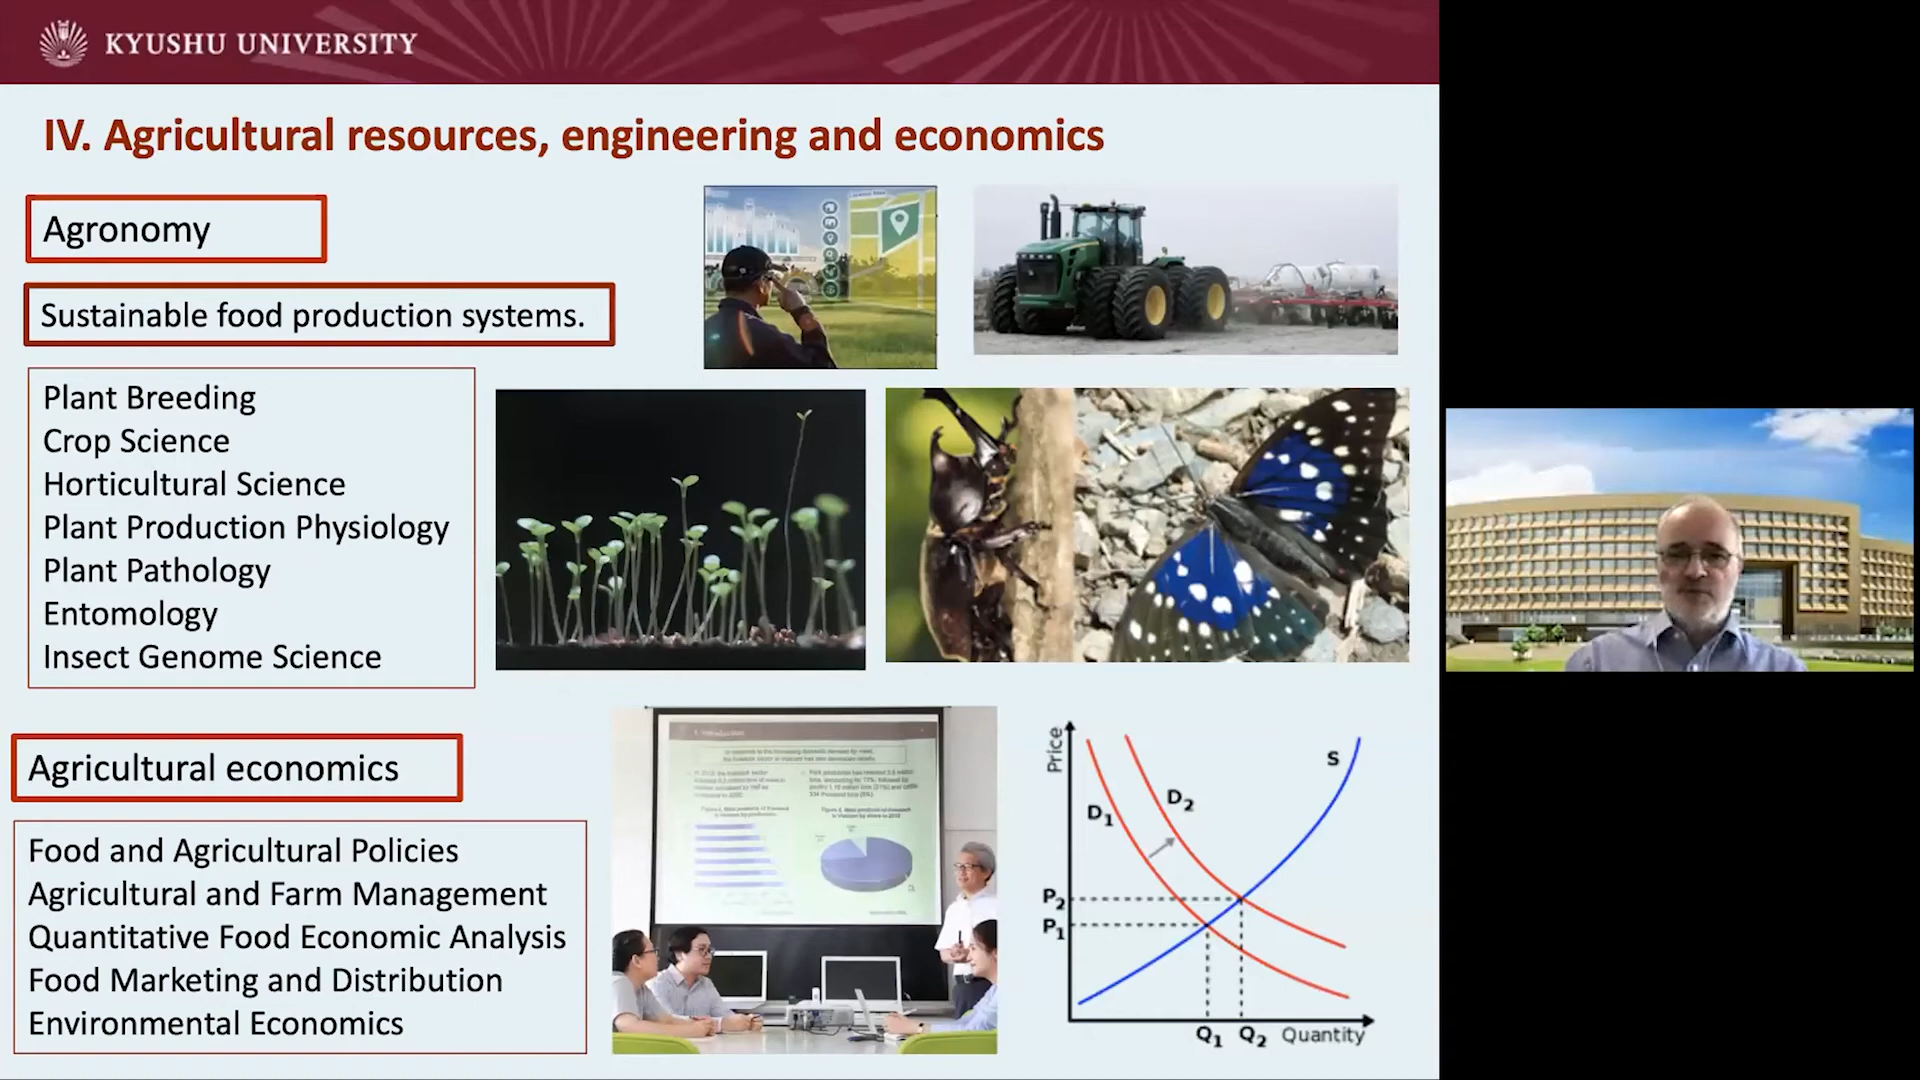 KYUSHU UNIVERSITY
IV. Agricultural resources, engineering and economics
Agronomy
Sustainable food production systems.
Plant Breeding
Crop Science
Horticultural Science
Plant Production Physiology
Plant Pathology
Entomology
Insect Genome Science
Agricultural economics
Food and Agricultural Policies
Agricultural and Farm Management
Quantitative Food Economic Analysis
Food Marketing and Distribution
Environmental Economics
Price
S
D₂
D₁
P₂
P₁
Q₁ Q₂ Quantity